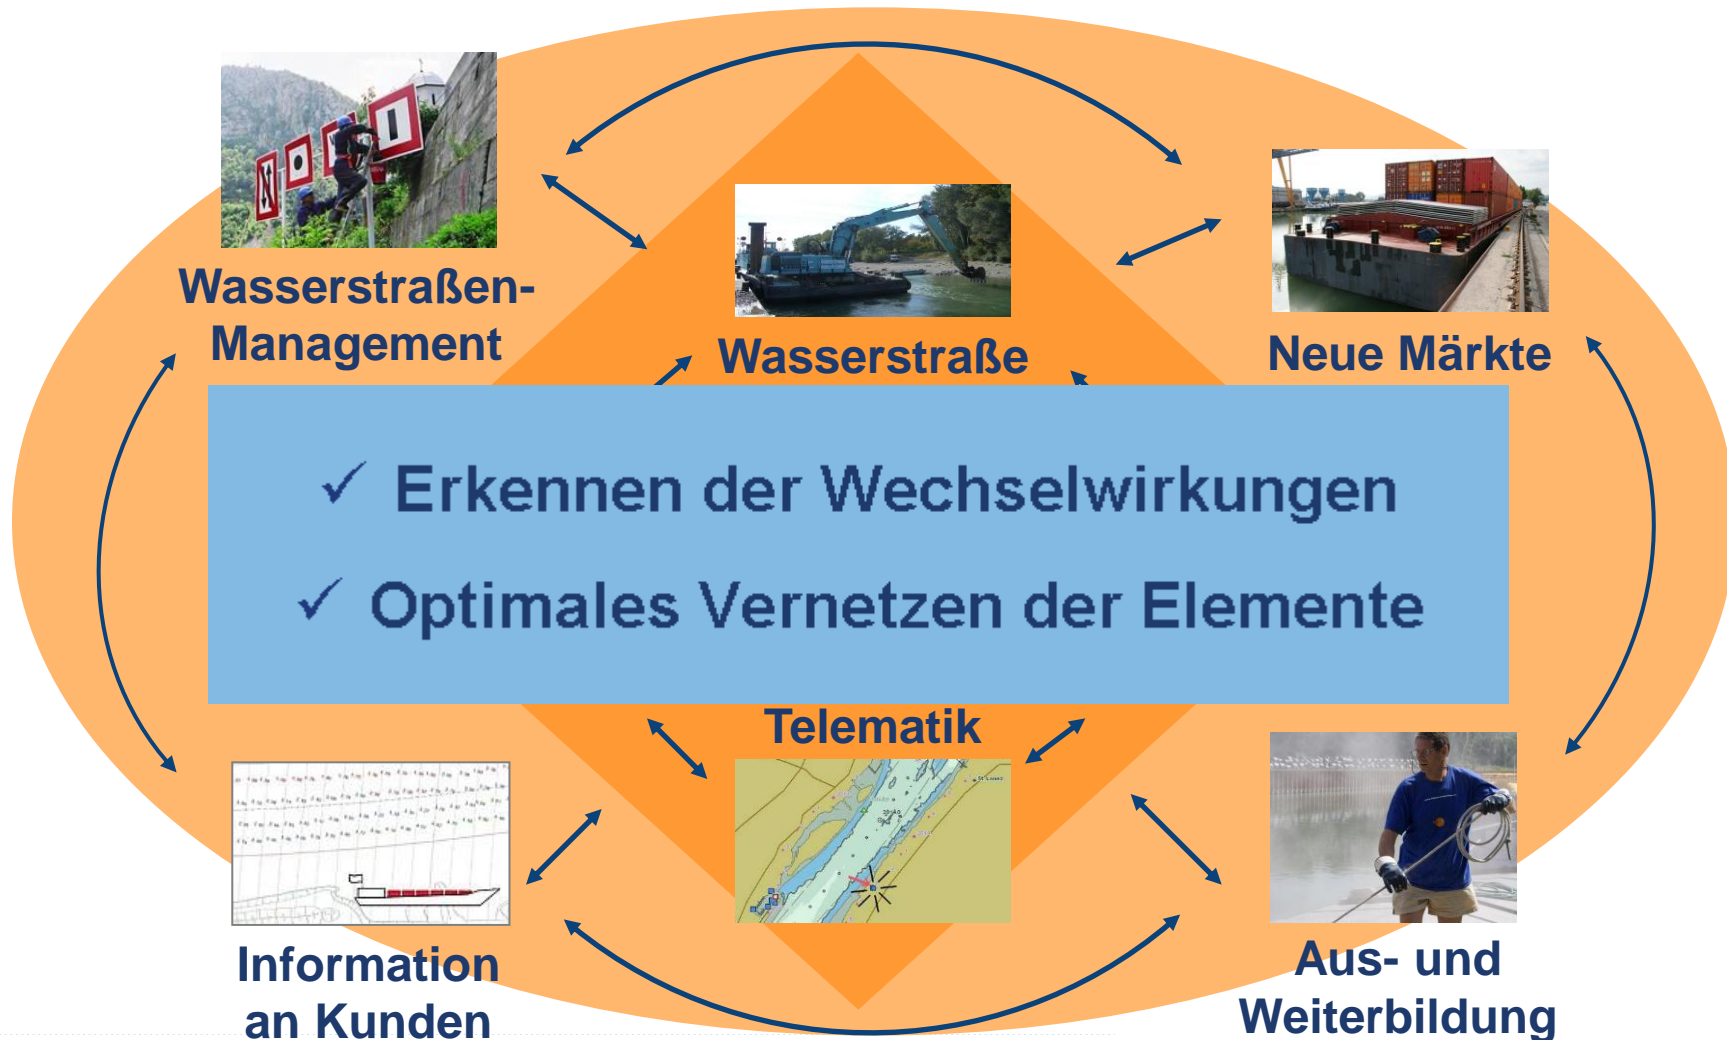 Wasserstraßen-
Management
Wasserstraße
Neue Märkte
✓ Erkennen der Wechselwirkungen
✓ Optimales Vernetzen der Elemente
Telematik
Information
an Kunden
Aus- und
Weiterbildung